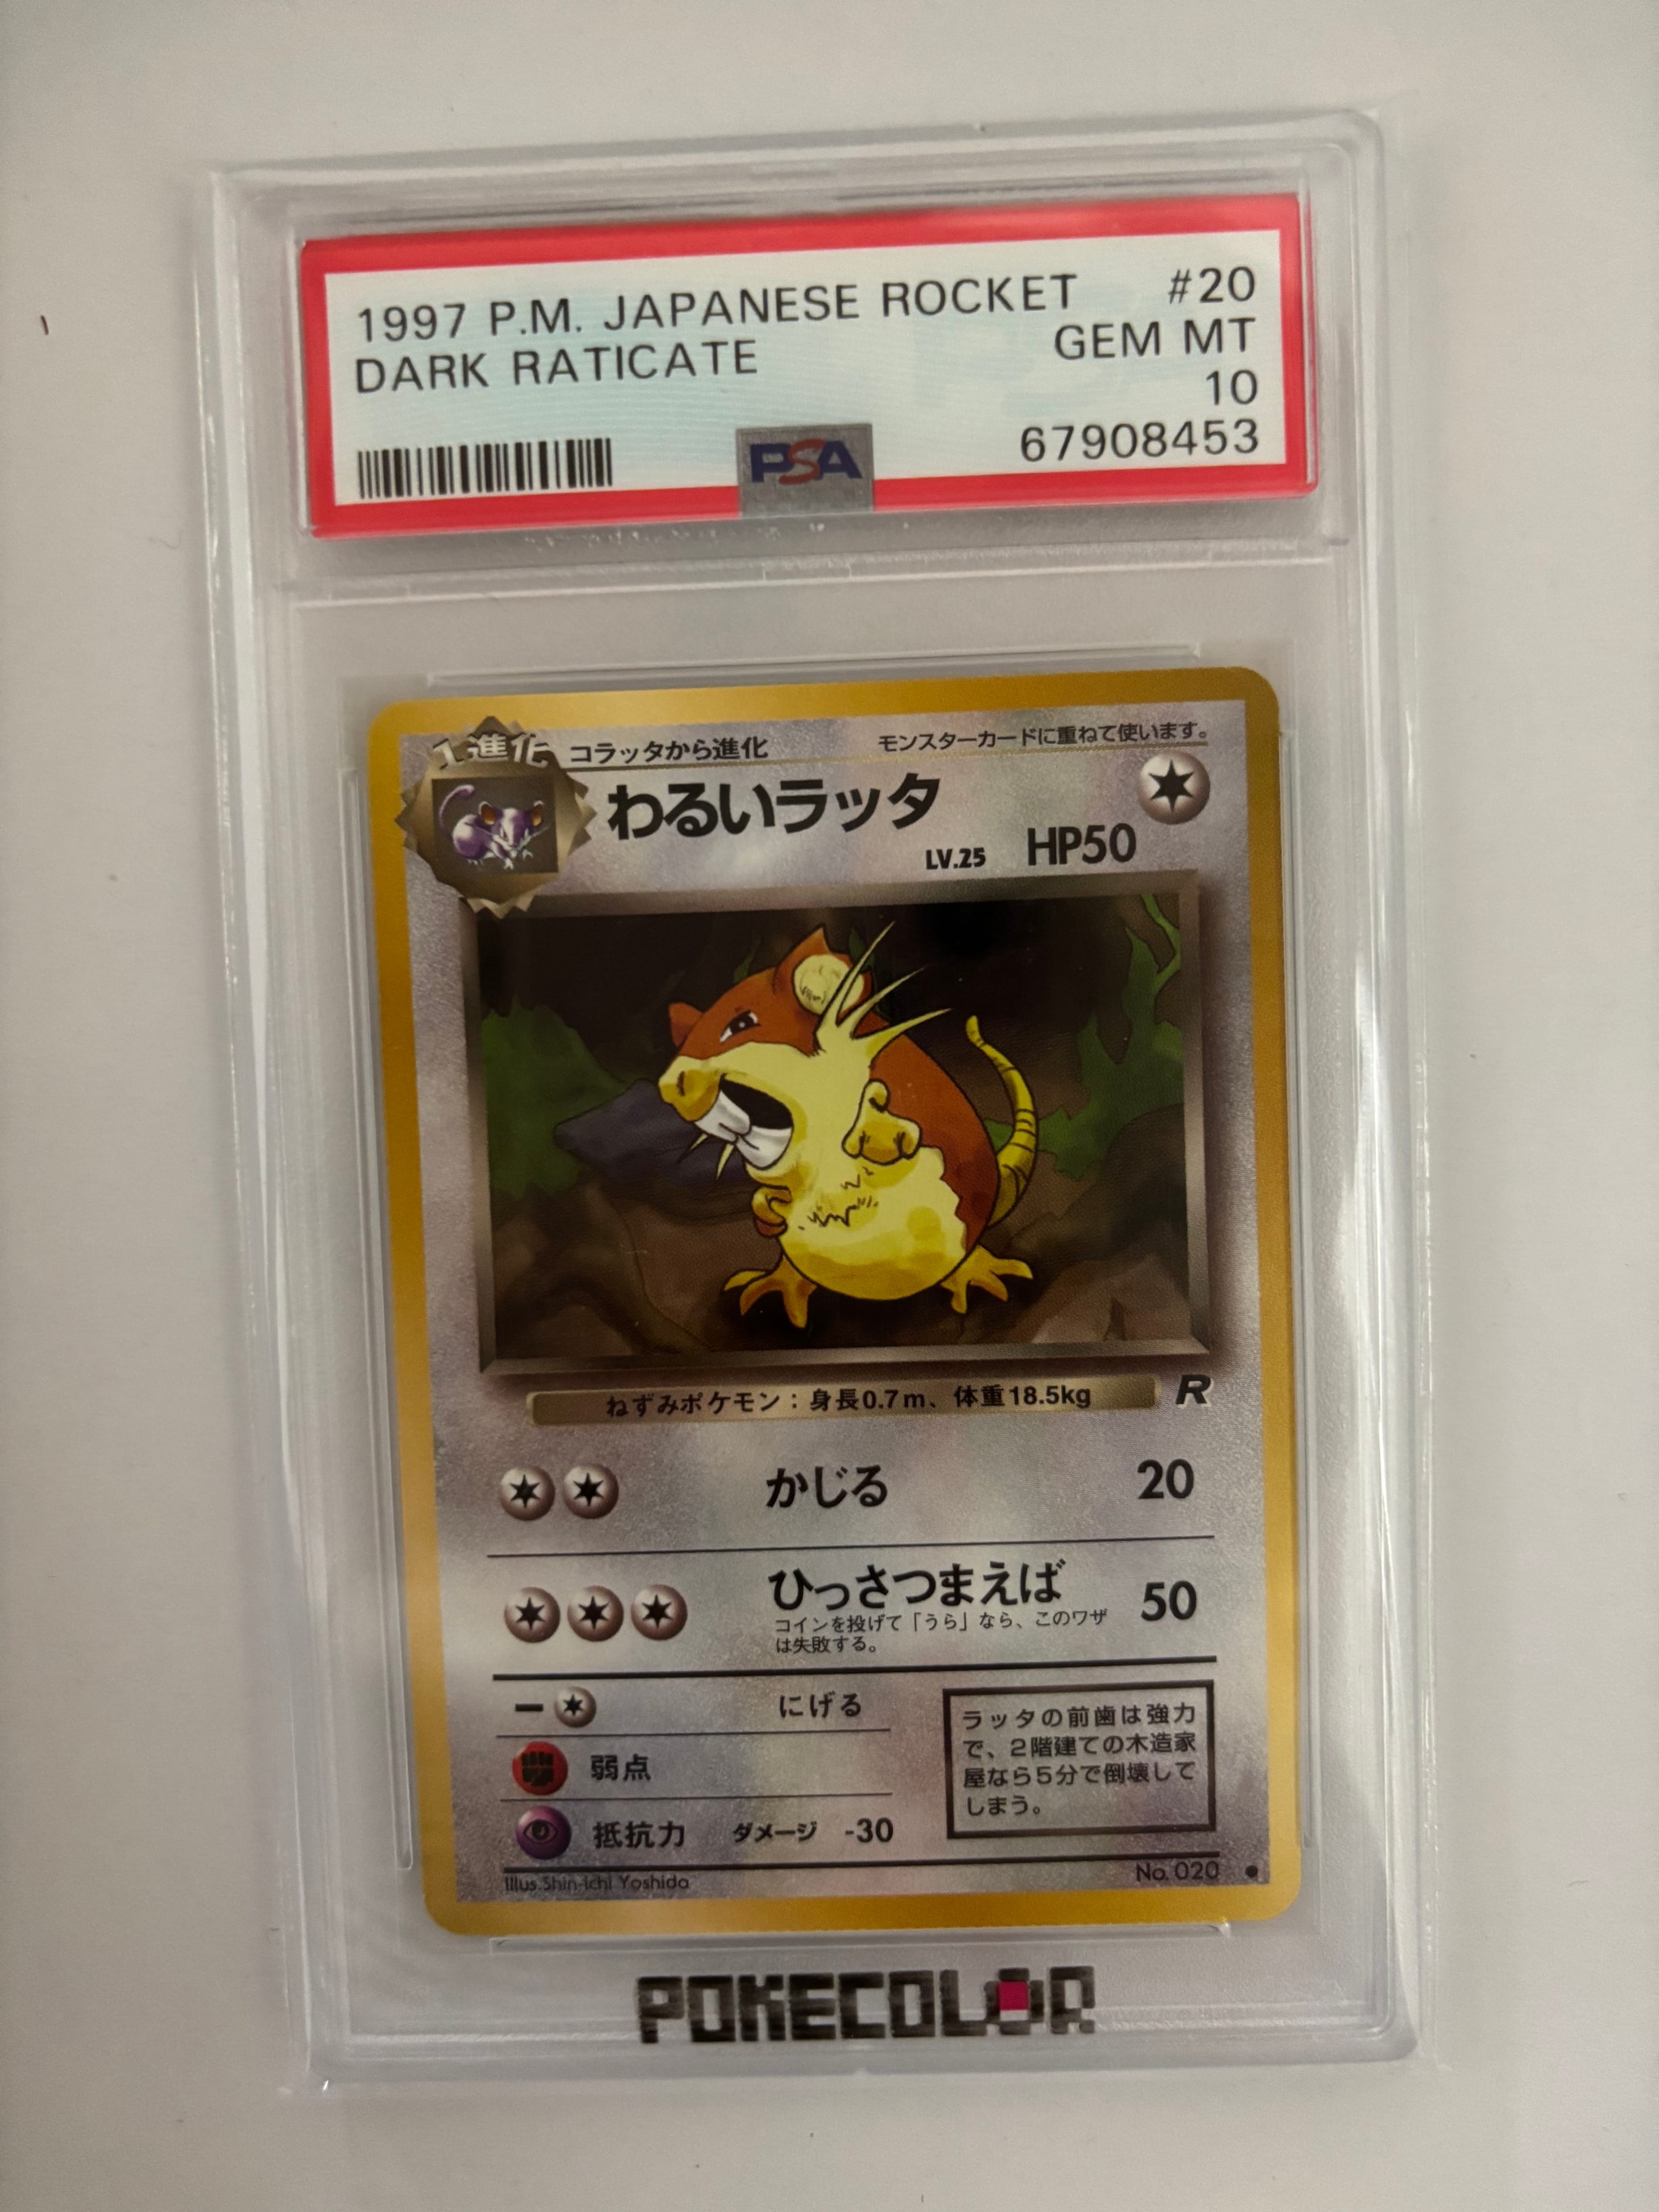 1997 P.M. JAPANESE ROCKET #20
DARK RATICATE GEM MT
10
PSA 67908453
1進化 コラッタから進化 モンスターカードに重ねて使います。
わるいラッタ
LV.25 HP50
ねずみポケモン：身長0.7m、体重18.5kg R
かじる 20
ひっさつまえば 50
コインを投げて「うら」なら、このワザ
は失敗する。
ー にげる
弱点
抵抗力 ダメージ -30
ラッタの前歯は強力
で、2階建ての木造家
屋なら5分で倒壊して
しまう。
Illus. Shin-ichi Yoshida No. 020 ●
POKECOLOR